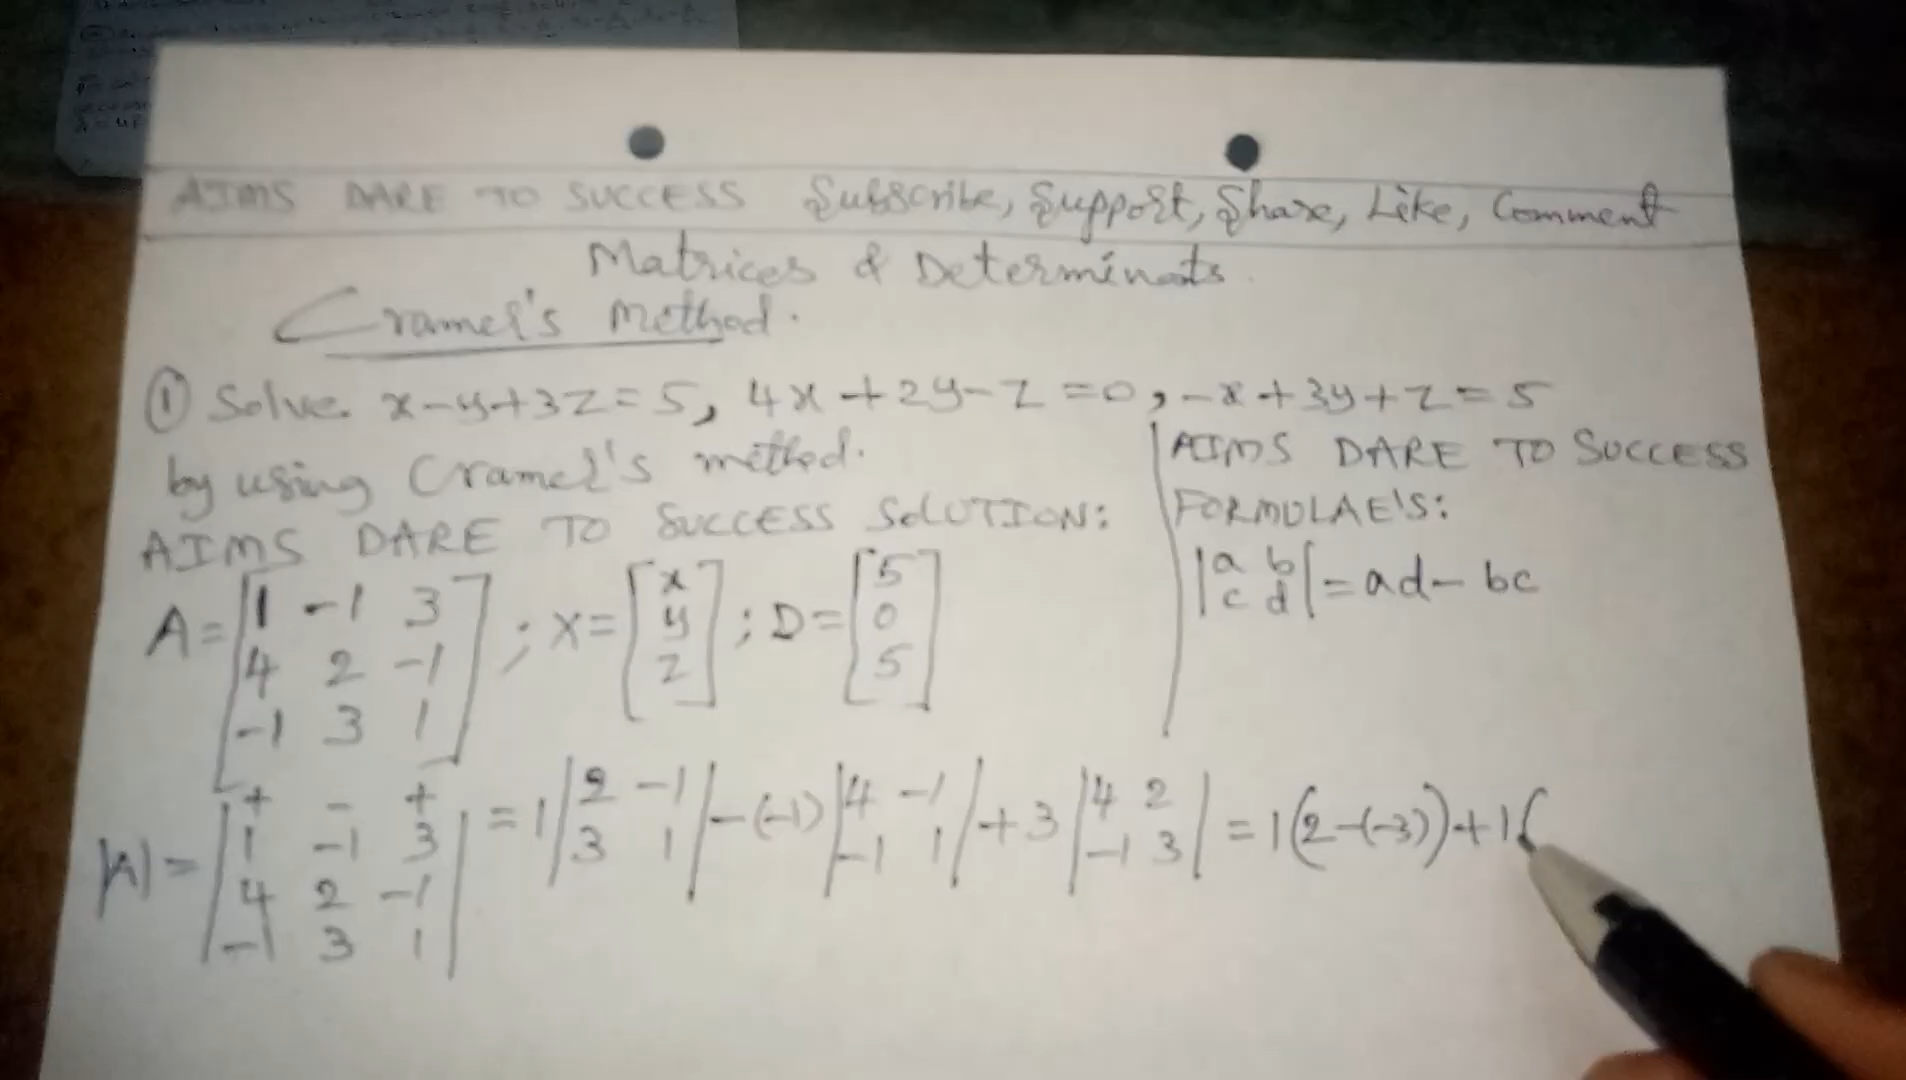 AIMS DARE TO SUCCESS Subscribe, Support, Share, Like, Comment
Matrices & Determinants.
Cramer's Method.
① Solve x-y+3z=5, 4x+2y-z=0, -x+3y+z=5
by using Cramer's method.
AIMS DARE TO SUCCESS SOLUTION:
AIMS DARE TO SUCCESS
FORMULAE'S:
|a b| = ad - bc
|c d|
A = [1 -1 3] ; X = [x] ; D = [5]
[4 2 -1] [y] [0]
[-1 3 1] [z] [5]
+ - +
|A| = |1 -1 3| = 1|2 -1| -(-1)|4 -1| +3|4 2| = 1(2-(-3))+1(
|4 2 -1| |3 1| |-1 1| |-1 3|
|-1 3 1|